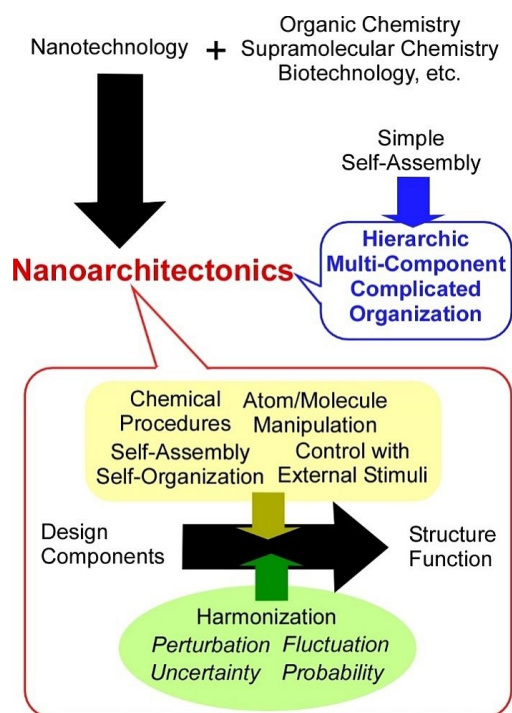 Nanotechnology + Organic Chemistry
Supramolecular Chemistry
Biotechnology, etc.
Simple
Self-Assembly
Nanoarchitectonics
Hierarchic
Multi-Component
Complicated
Organization
Chemical
Procedures
Atom/Molecule
Manipulation
Self-Assembly
Self-Organization
Control with
External Stimuli
Design
Components
Structure
Function
Harmonization
Perturbation Fluctuation
Uncertainty Probability